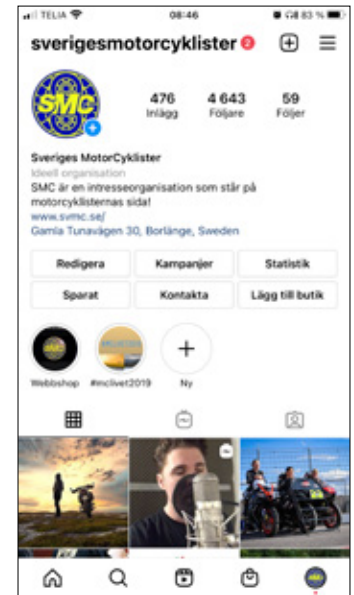 TELIA 08:46 83 %
sverigesmotorcyklister 2
SMC
476 4 643 59
Inlägg Följare Följer
Sveriges MotorCyklister
Ideell organisation
SMC är en intresseorganisation som står på
motorcyklisternas sida!
www.svmc.se/
Gamla Tunavägen 30, Borlänge, Sweden
Redigera Kampanjer Statistik
Sparat Kontakta Lägg till butik
SMC
Webbshop #mclivet2019 Ny